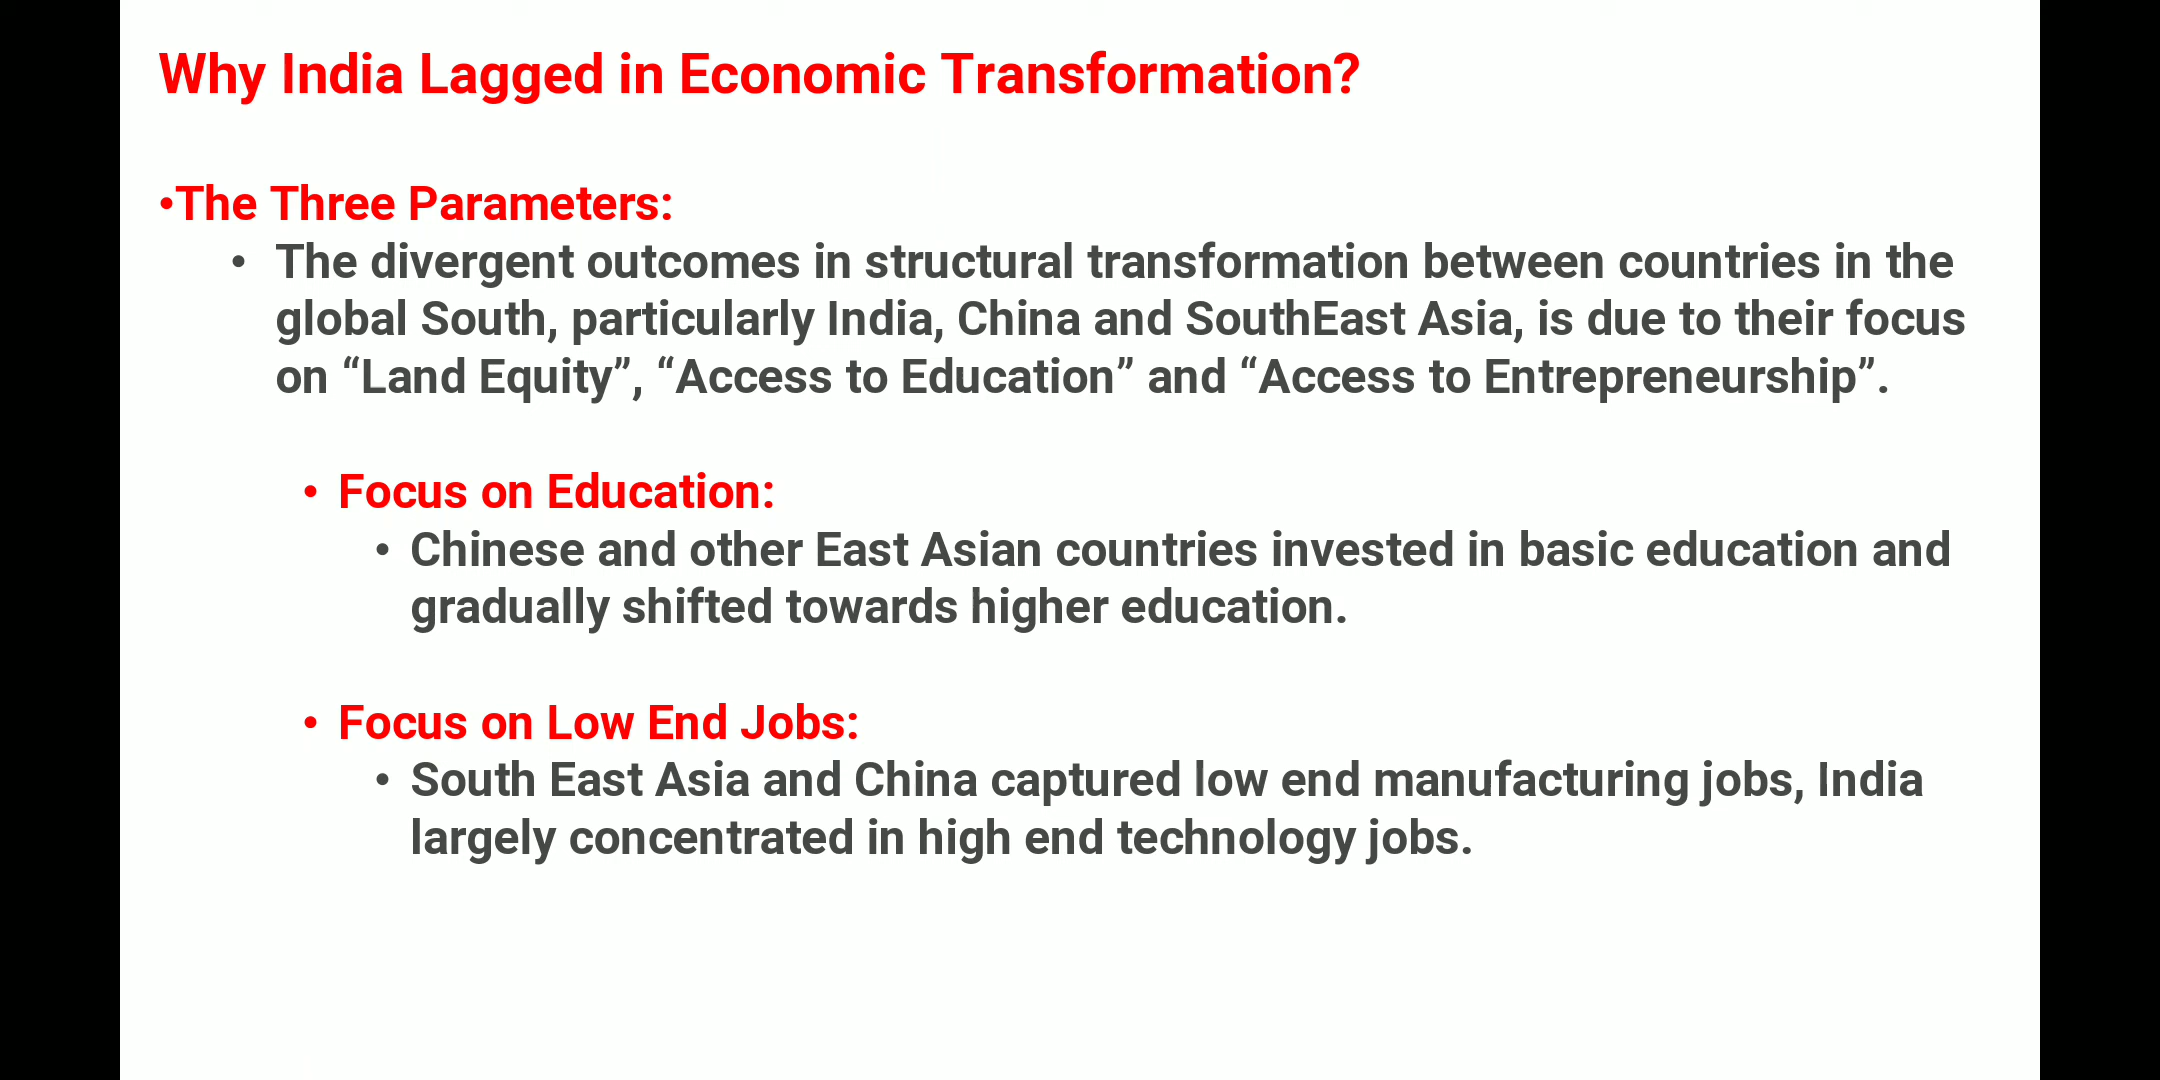 Why India Lagged in Economic Transformation?
•The Three Parameters:
• The divergent outcomes in structural transformation between countries in the
global South, particularly India, China and SouthEast Asia, is due to their focus
on “Land Equity”, “Access to Education” and “Access to Entrepreneurship”.
• Focus on Education:
• Chinese and other East Asian countries invested in basic education and
gradually shifted towards higher education.
• Focus on Low End Jobs:
• South East Asia and China captured low end manufacturing jobs, India
largely concentrated in high end technology jobs.